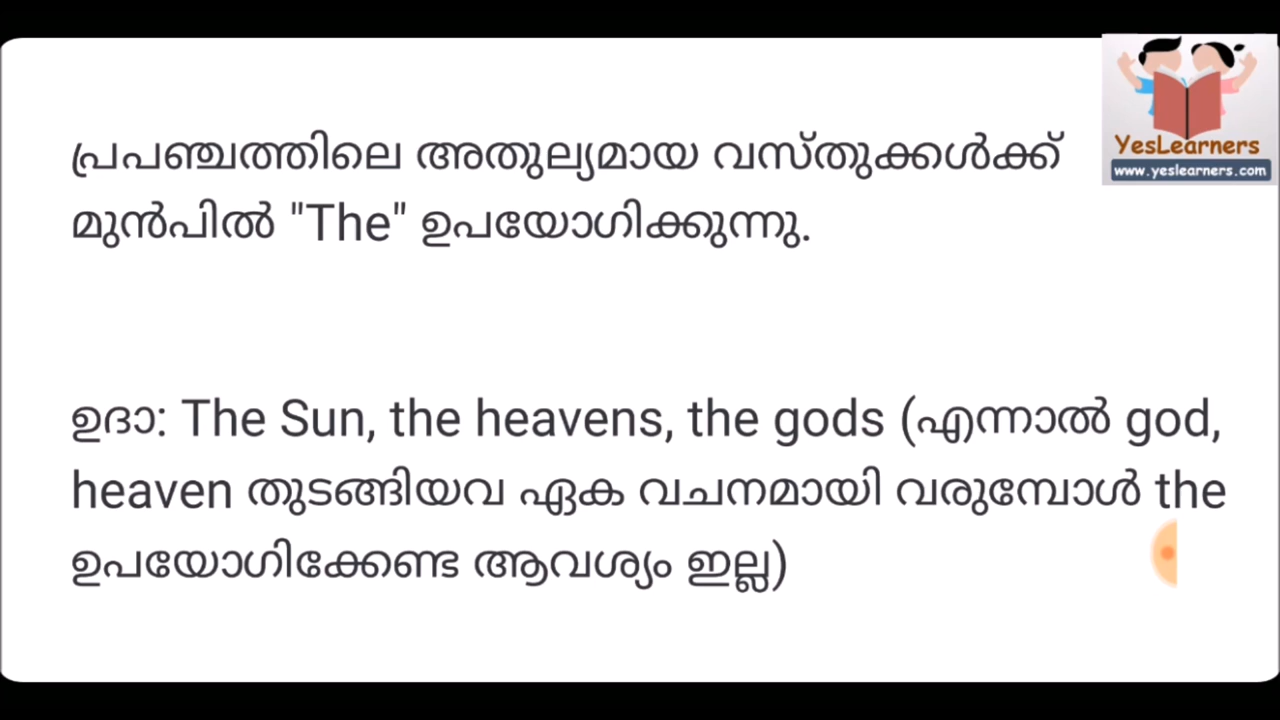 പ്രപഞ്ചത്തിലെ അതുല്യമായ വസ്തുക്കൾക്ക്
മുൻപിൽ "The" ഉപയോഗിക്കുന്നു.
ഉദാ: The Sun, the heavens, the gods (എന്നാൽ god,
heaven തുടങ്ങിയവ ഏക വചനമായി വരുമ്പോൾ the
ഉപയോഗിക്കേണ്ട ആവശ്യം ഇല്ല)
YesLearners
www.yeslearners.com